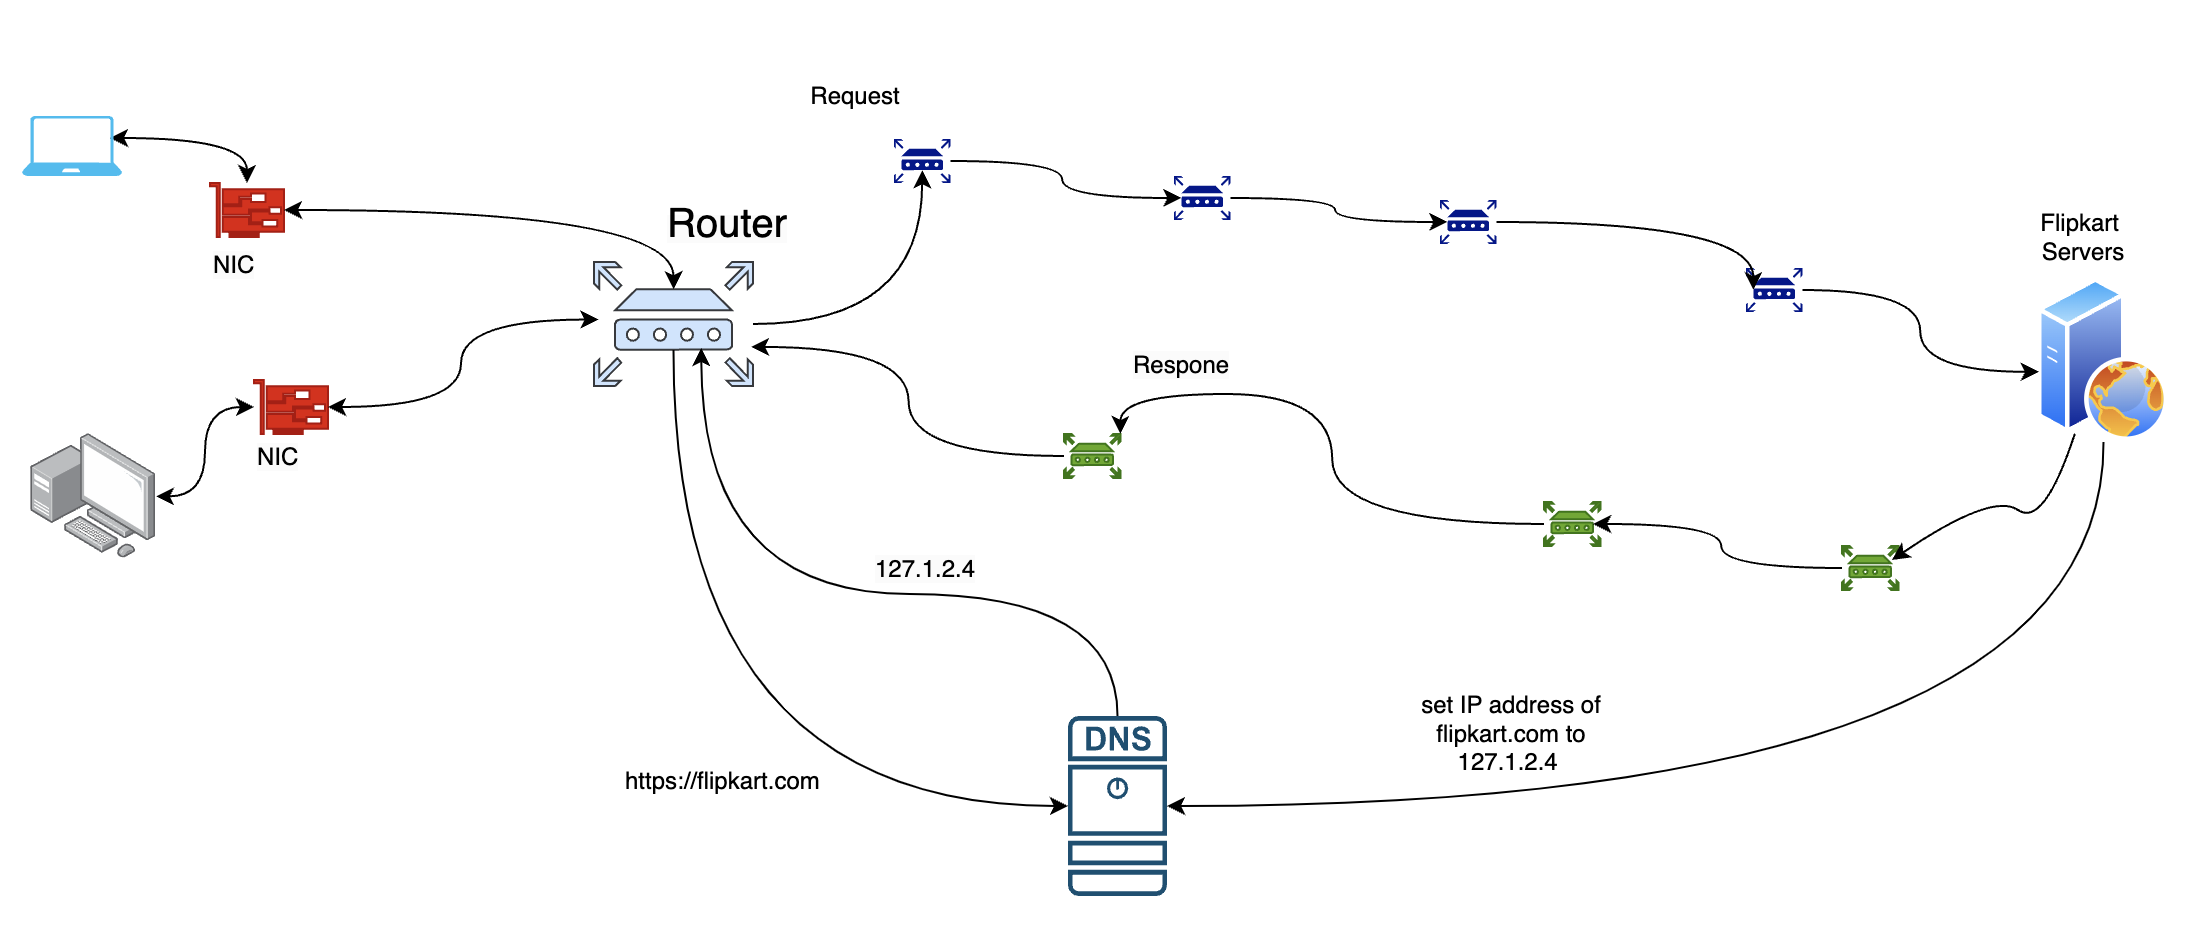 Request
Router
NIC
Flipkart
Servers
Respone
NIC
127.1.2.4
set IP address of
flipkart.com to
127.1.2.4
DNS
https://flipkart.com